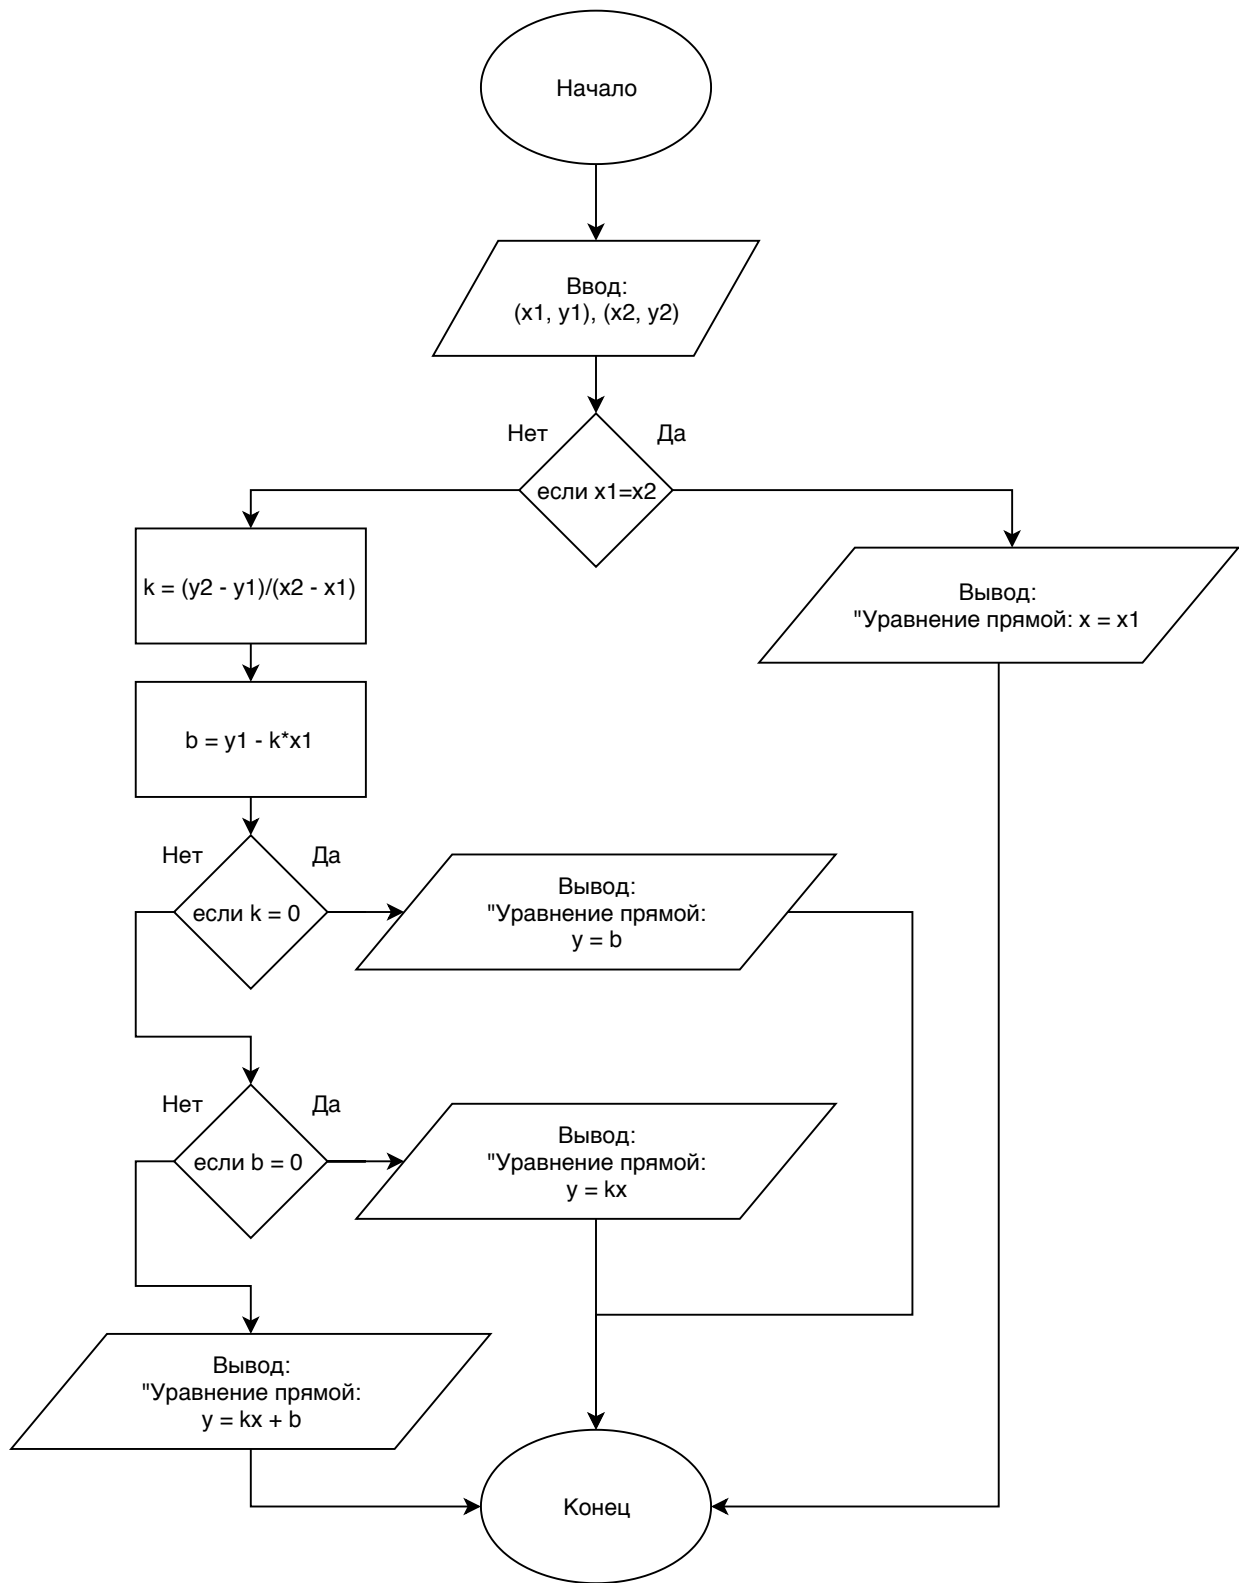 Начало
Ввод:
(x1, y1), (x2, y2)
Нет
Да
если x1=x2
k = (y2 - y1)/(x2 - x1)
Вывод:
"Уравнение прямой: x = x1
b = y1 - k*x1
Нет
Да
если k = 0
Вывод:
"Уравнение прямой:
y = b
Нет
Да
если b = 0
Вывод:
"Уравнение прямой:
y = kx
Вывод:
"Уравнение прямой:
y = kx + b
Конец